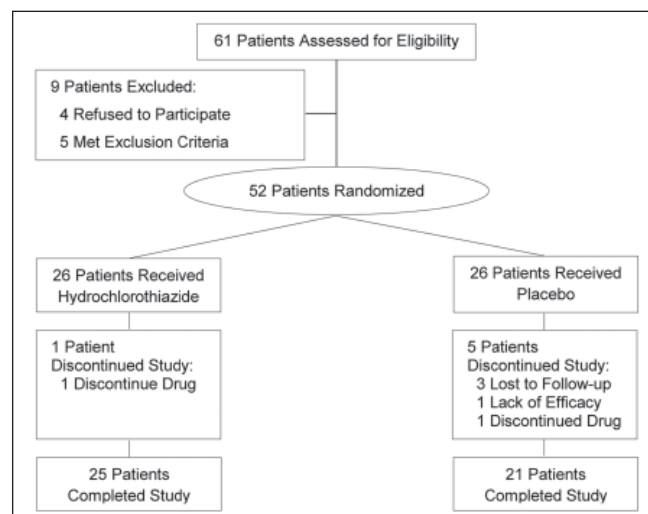 61 Patients Assessed for Eligibility
9 Patients Excluded:
4 Refused to Participate
5 Met Exclusion Criteria
52 Patients Randomized
26 Patients Received
Hydrochlorothiazide
26 Patients Received
Placebo
1 Patient
Discontinued Study:
1 Discontinue Drug
5 Patients
Discontinued Study:
3 Lost to Follow-up
1 Lack of Efficacy
1 Discontinued Drug
25 Patients
Completed Study
21 Patients
Completed Study